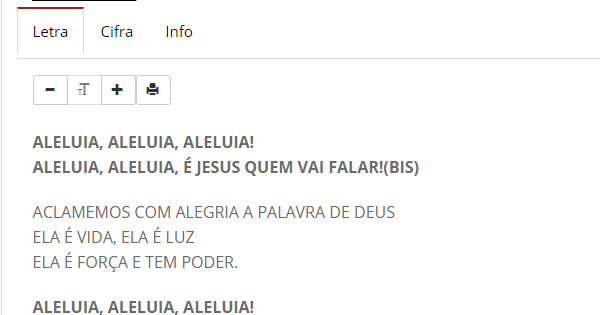 Letra Cifra Info
ALELUIA, ALELUIA, ALELUIA!
ALELUIA, ALELUIA, É JESUS QUEM VAI FALAR!(BIS)
ACLAMEMOS COM ALEGRIA A PALAVRA DE DEUS
ELA É VIDA, ELA É LUZ
ELA É FORÇA E TEM PODER.
ALELUIA, ALELUIA, ALELUIA!